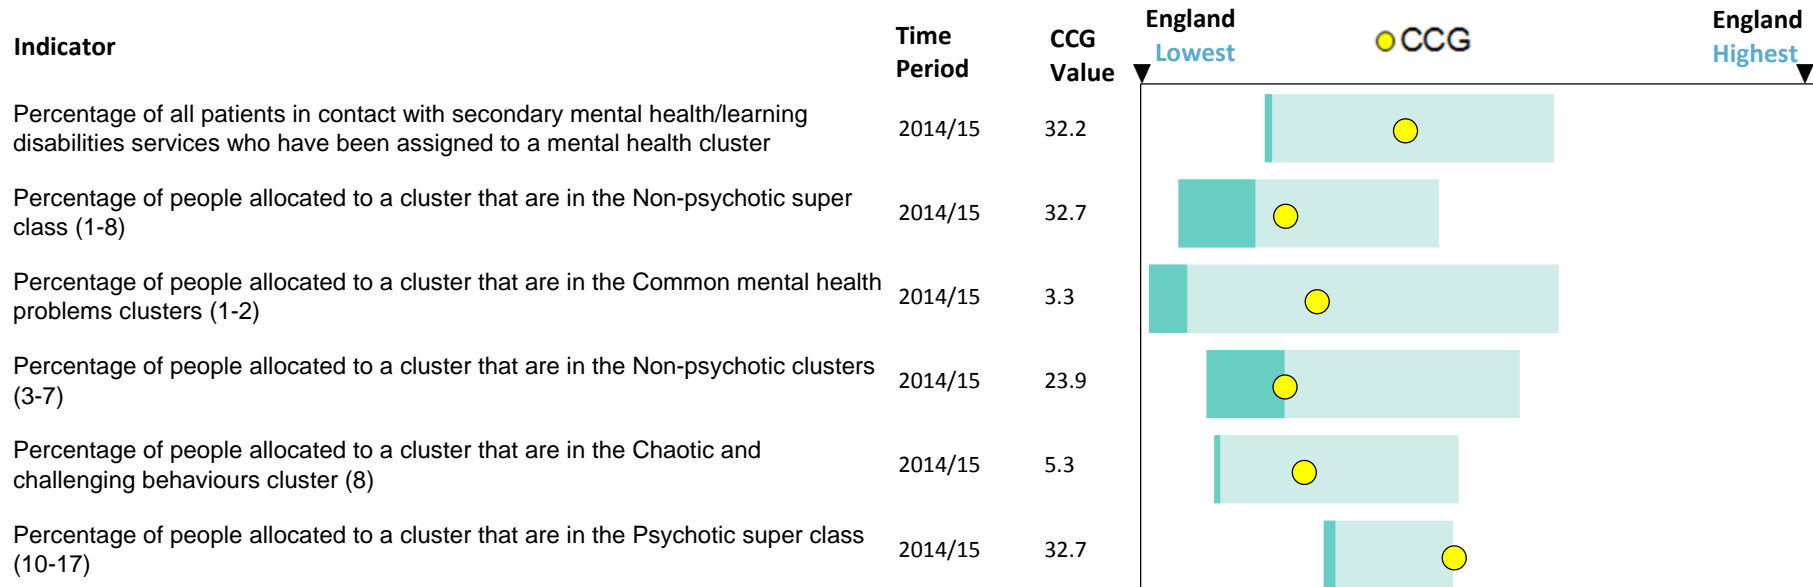 Indicator
Time Period
CCG Value
England Lowest
CCG
England Highest
Percentage of all patients in contact with secondary mental health/learning
disabilities services who have been assigned to a mental health cluster
2014/15
32.2
Percentage of people allocated to a cluster that are in the Non-psychotic super
class (1-8)
2014/15
32.7
Percentage of people allocated to a cluster that are in the Common mental health
problems clusters (1-2)
2014/15
3.3
Percentage of people allocated to a cluster that are in the Non-psychotic clusters
(3-7)
2014/15
23.9
Percentage of people allocated to a cluster that are in the Chaotic and
challenging behaviours cluster (8)
2014/15
5.3
Percentage of people allocated to a cluster that are in the Psychotic super class
(10-17)
2014/15
32.7